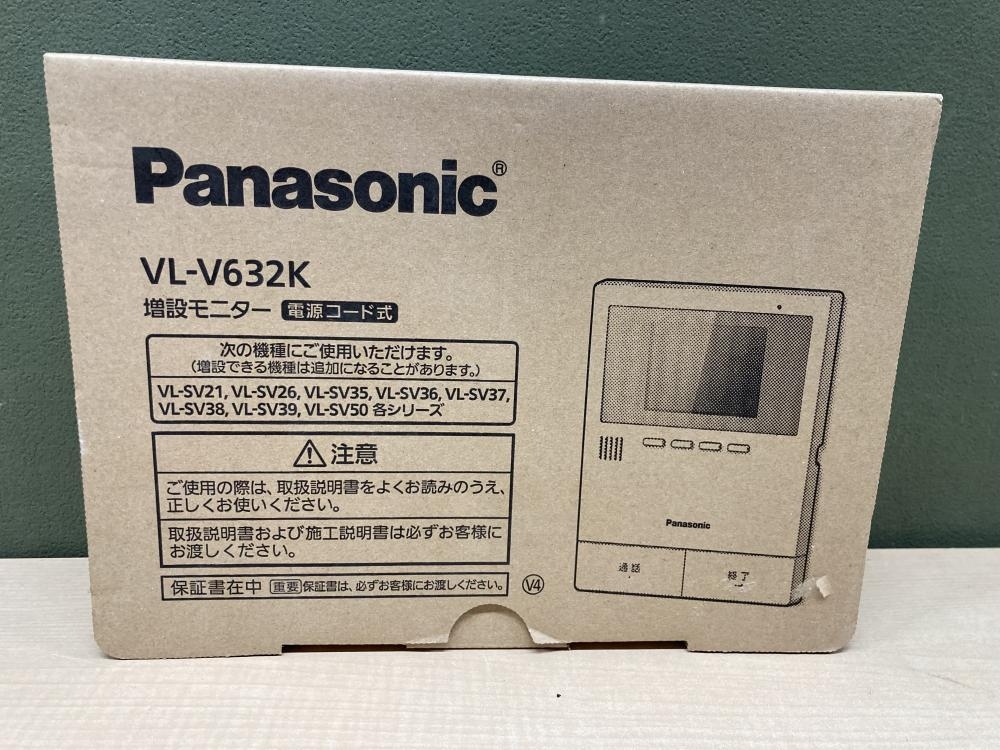 Panasonic®
VL-V632K
増設モニター 電源コード式
次の機種にご使用いただけます。
(増設できる機種は追加になることがあります。)
VL-SV21, VL-SV26, VL-SV35, VL-SV36, VL-SV37,
VL-SV38, VL-SV39, VL-SV50 各シリーズ
注意
ご使用の際は、取扱説明書をよくお読みのうえ、
正しくお使いください。
取扱説明書および施工説明書は必ずお客様に
お渡しください。
保証書在中 重要 保証書は、必ずお客様にお渡しください。 V4
Panasonic
通話 終了